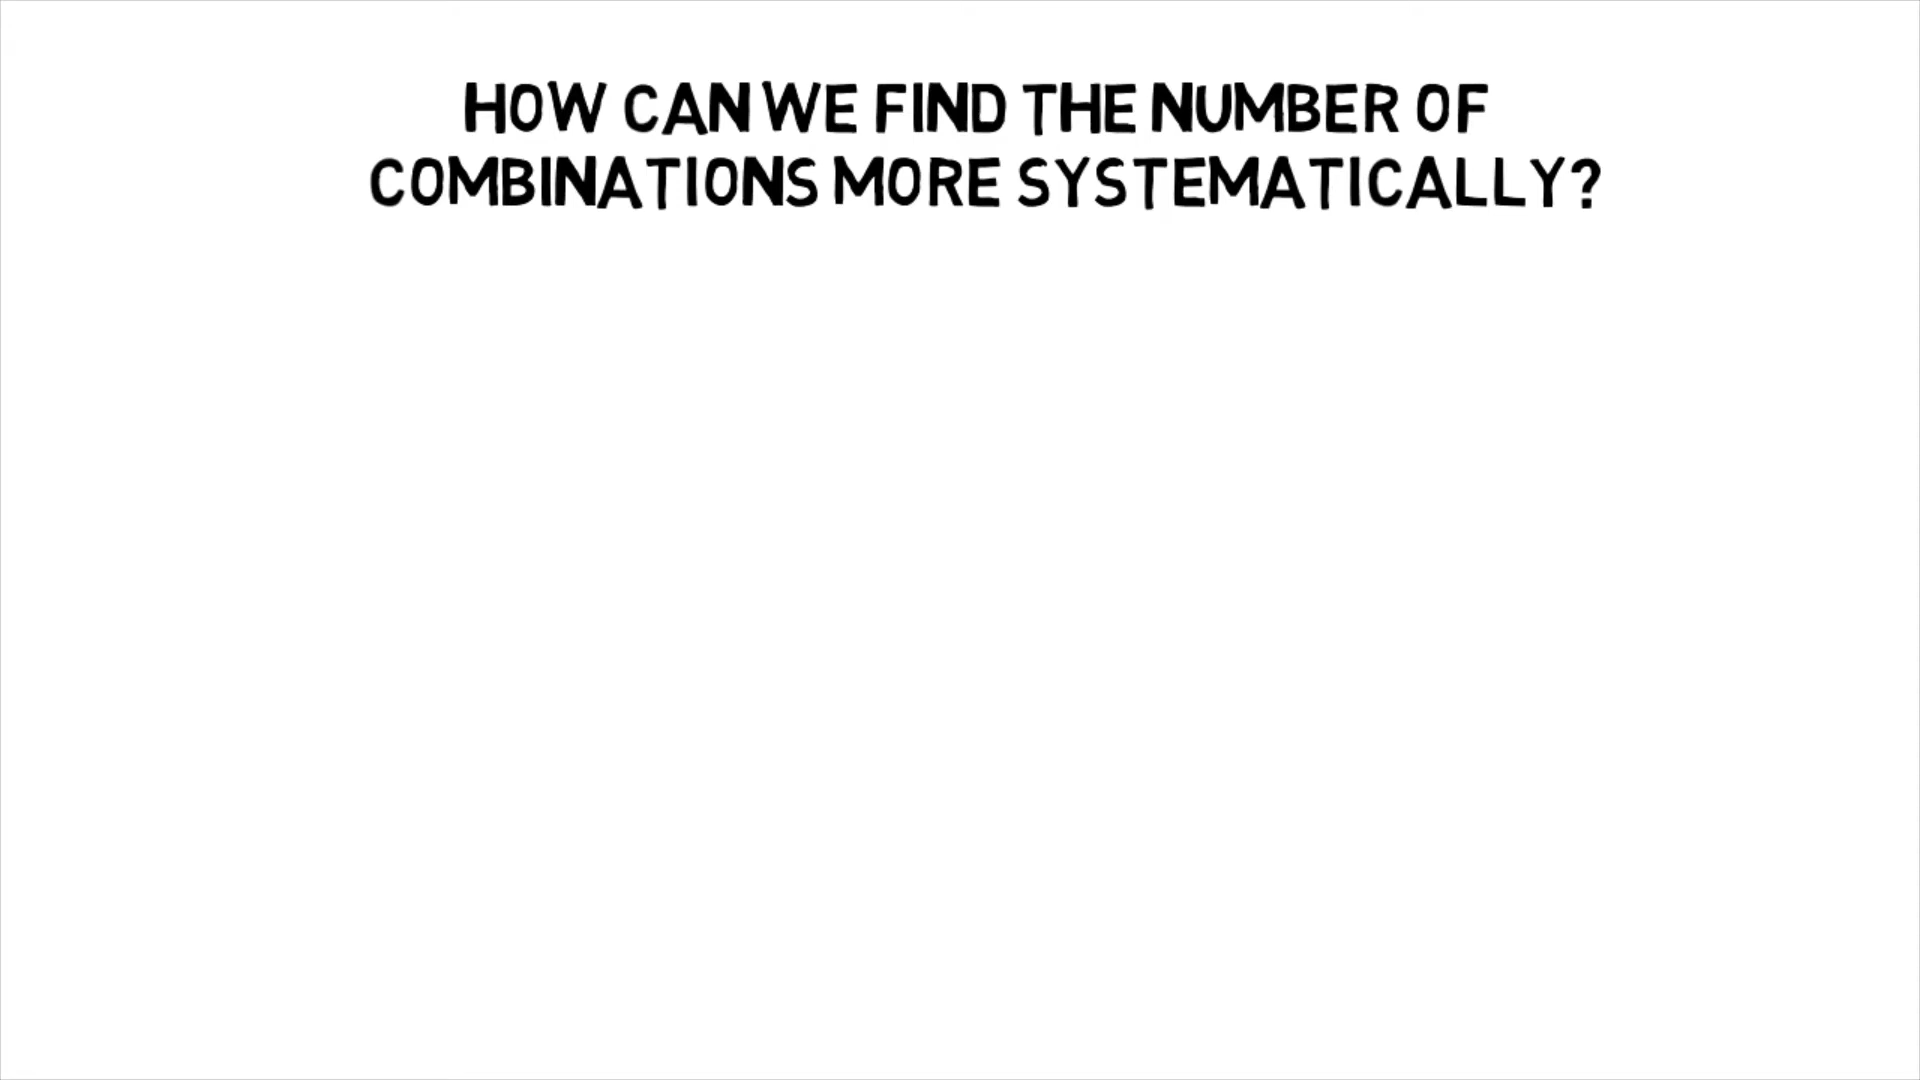 HOW CAN WE FIND THE NUMBER OF
COMBINATIONS MORE SYSTEMATICALLY?